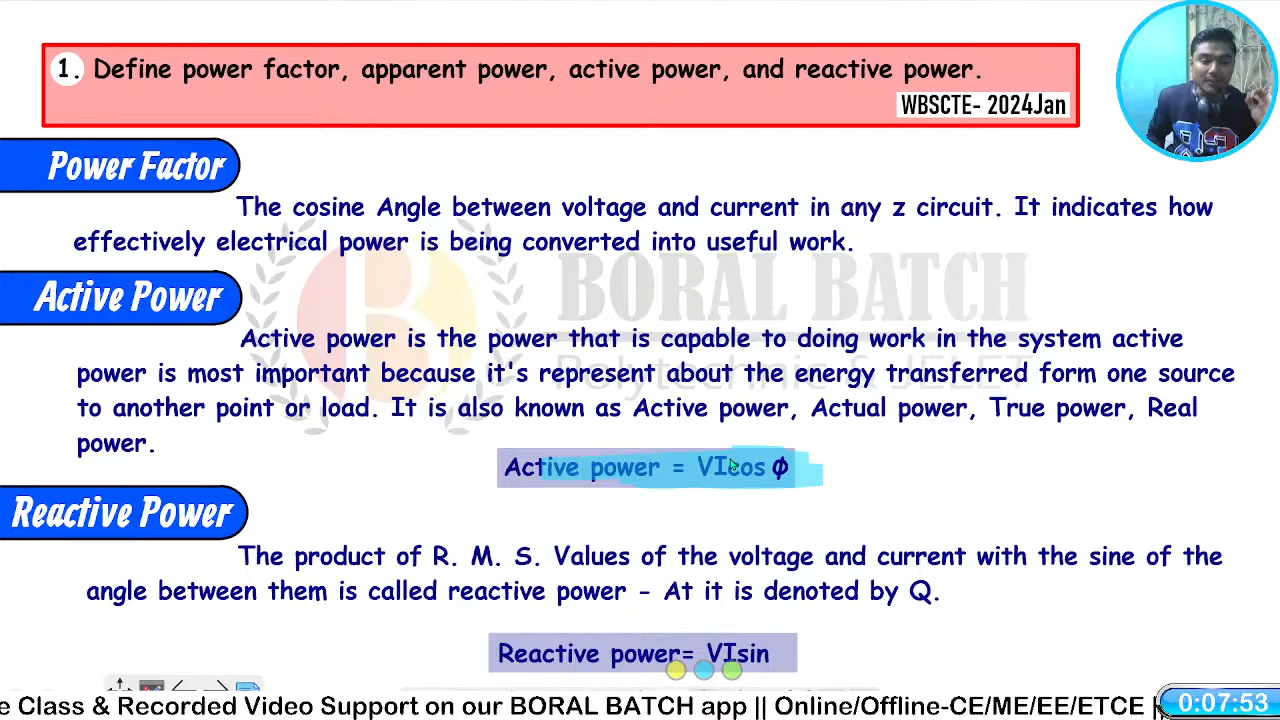 1. Define power factor, apparent power, active power, and reactive power.
WBSCTE- 2024Jan
Power Factor
The cosine Angle between voltage and current in any z circuit. It indicates how
effectively electrical power is being converted into useful work.
BORAL BATCH
Polytechnic & JELET
Active Power
Active power is the power that is capable to doing work in the system active
power is most important because it's represent about the energy transferred form one source
to another point or load. It is also known as Active power, Actual power, True power, Real
power.
Active power = VIcos ϕ
Reactive Power
The product of R. M. S. Values of the voltage and current with the sine of the
angle between them is called reactive power - At it is denoted by Q.
Reactive power= VIsin
e Class & Recorded Video Support on our BORAL BATCH app || Online/Offline-CE/ME/EE/ETCE ||
0:07:53